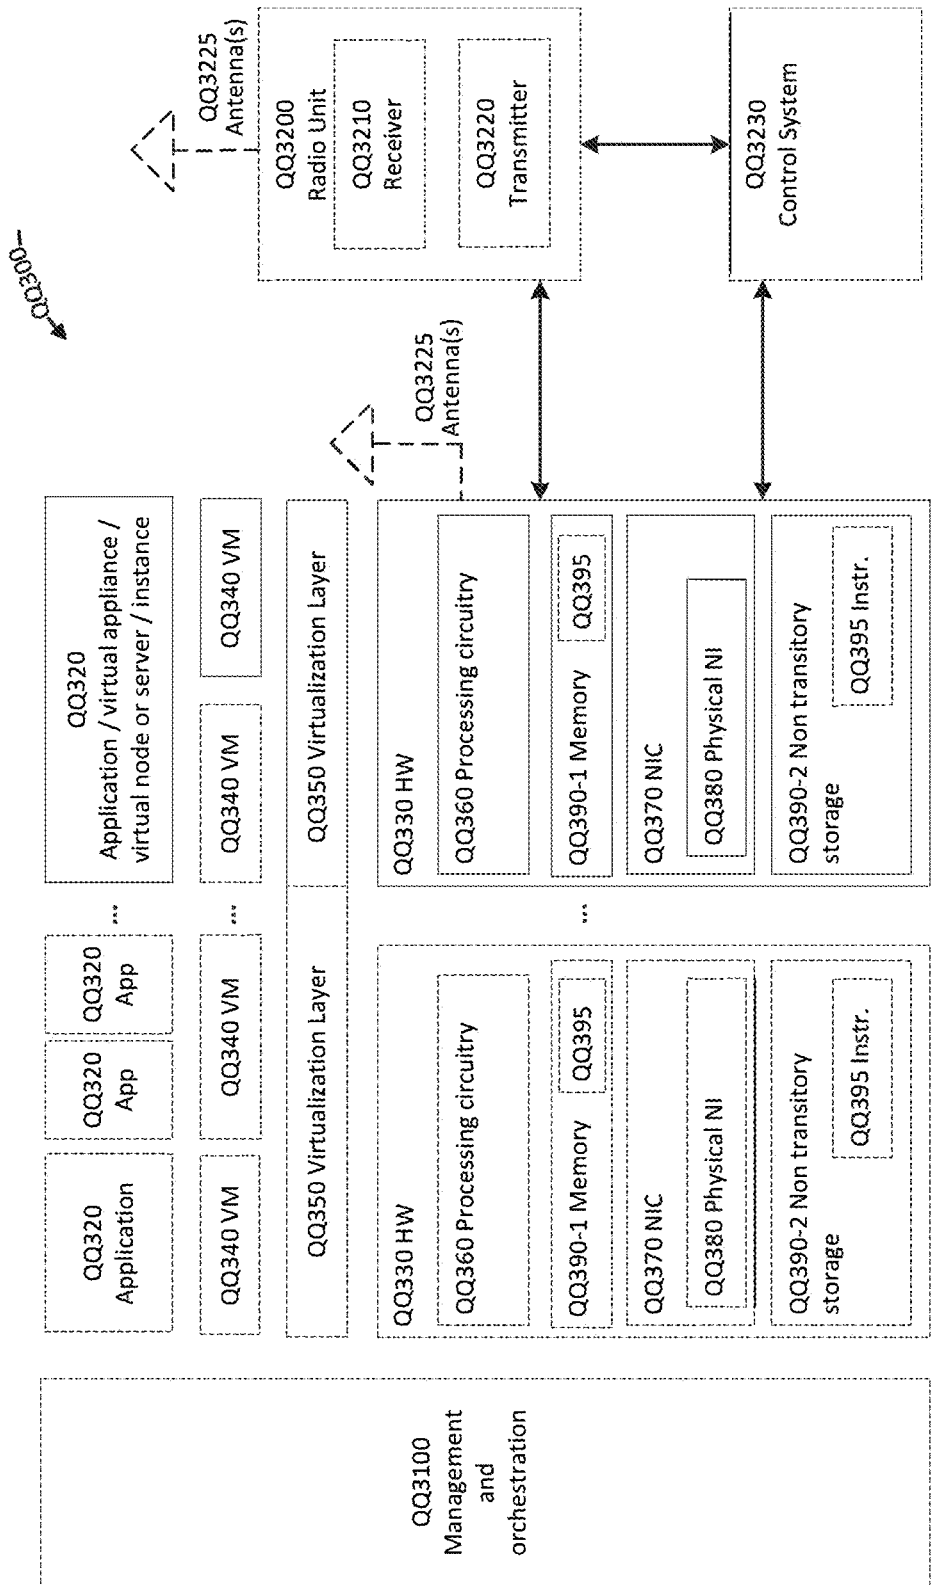 QQ300
QQ3100
Management
and
orchestration
QQ320
Application
QQ320
App
QQ320
App
...
QQ320
Application / virtual appliance /
virtual node or server / instance
QQ340 VM
QQ340 VM
...
QQ340 VM
QQ340 VM
QQ350 Virtualization Layer
QQ350 Virtualization Layer
QQ330 HW
QQ360 Processing circuitry
QQ390-1 Memory
QQ395
QQ370 NIC
QQ380 Physical NI
QQ390-2 Non transitory
storage
QQ395 Instr.
...
QQ330 HW
QQ360 Processing circuitry
QQ390-1 Memory
QQ395
QQ370 NIC
QQ380 Physical NI
QQ390-2 Non transitory
storage
QQ395 Instr.
QQ3225
Antenna(s)
QQ3225
Antenna(s)
QQ3200
Radio Unit
QQ3210
Receiver
QQ3220
Transmitter
QQ3230
Control System